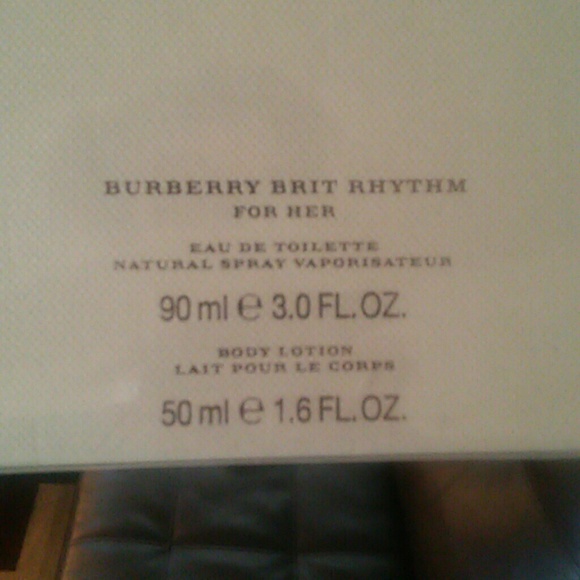 BURBERRY BRIT RHYTHM
FOR HER
EAU DE TOILETTE
NATURAL SPRAY VAPORISATEUR
90 ml e 3.0 FL.OZ.
BODY LOTION
LAIT POUR LE CORPS
50 ml e 1.6 FL.OZ.